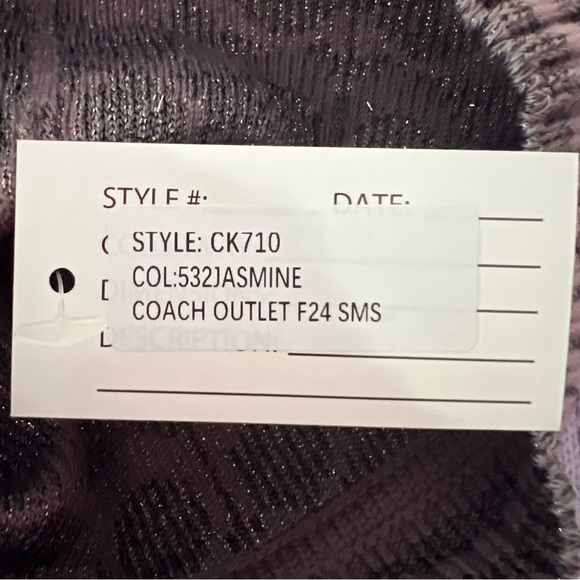 STYLE #: DATE:
STYLE: CK710
COL:532JASMINE
COACH OUTLET F24 SMS
DESCRIPTION: